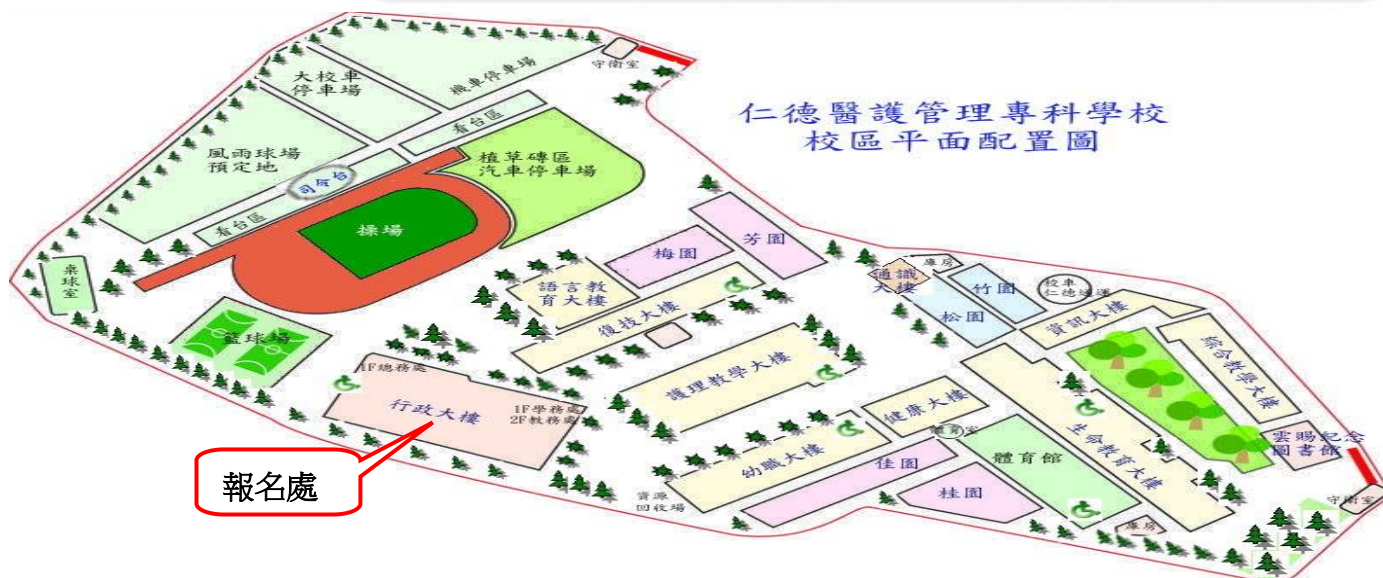 仁德醫護管理專科學校
校區平面配置圖
守衛室
大校車
停車場
機車停車場
看台區
風雨球場
預定地
司令台
植草磚區
汽車停車場
看台區
操場
桌球室
籃球場
芳園
梅園
語言教
育大樓
復技大樓
通識
大樓
庫房
竹園
松園
校車
資訊大樓
綜合教學大樓
1F總務處
行政大樓
1F學務處
2F教務處
護理教學大樓
健康大樓
體育室
生命教育大樓
雲賜紀念
圖書館
守衛室
幼職大樓
佳園
體育館
桂園
庫房
資源
回收場
報名處